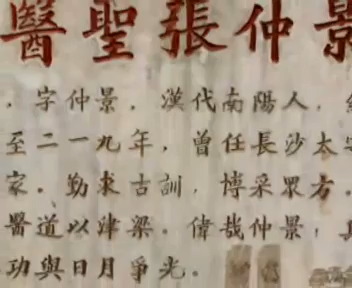 醫聖張仲景
，字仲景，漢代南陽人，
至二一九年，曾任長沙太
家。勤求古訓，博采眾方。
醫道以津梁。偉哉仲景！
功與日月爭光。